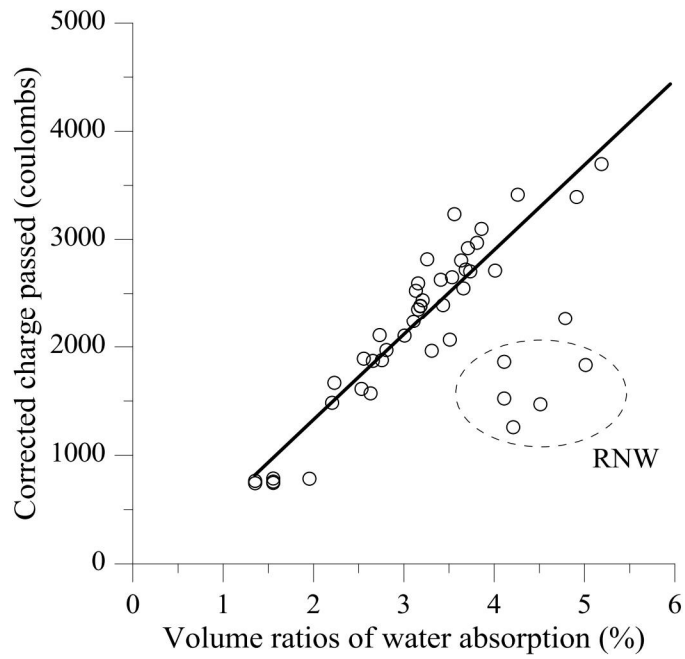 5000
4000
3000
2000
1000
0
Corrected charge passed (coulombs)
RNW
0 1 2 3 4 5 6
Volume ratios of water absorption (%)